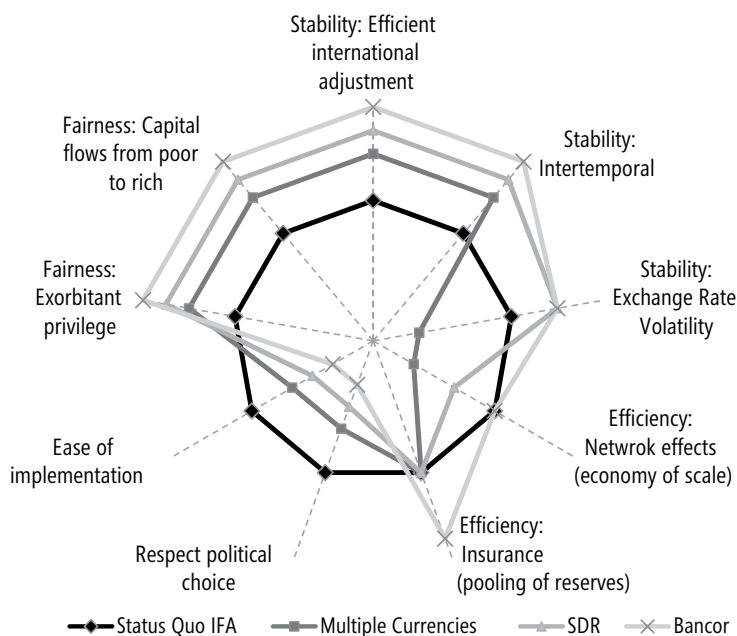 Stability: Efficient
international
adjustment
Stability:
Intertemporal
Stability:
Exchange Rate
Volatility
Efficiency:
Netwrok effects
(economy of scale)
Efficiency:
Insurance
(pooling of reserves)
Respect political
choice
Ease of
implementation
Fairness:
Exorbitant
privilege
Fairness: Capital
flows from poor
to rich
Status Quo IFA
Multiple Currencies
SDR
Bancor